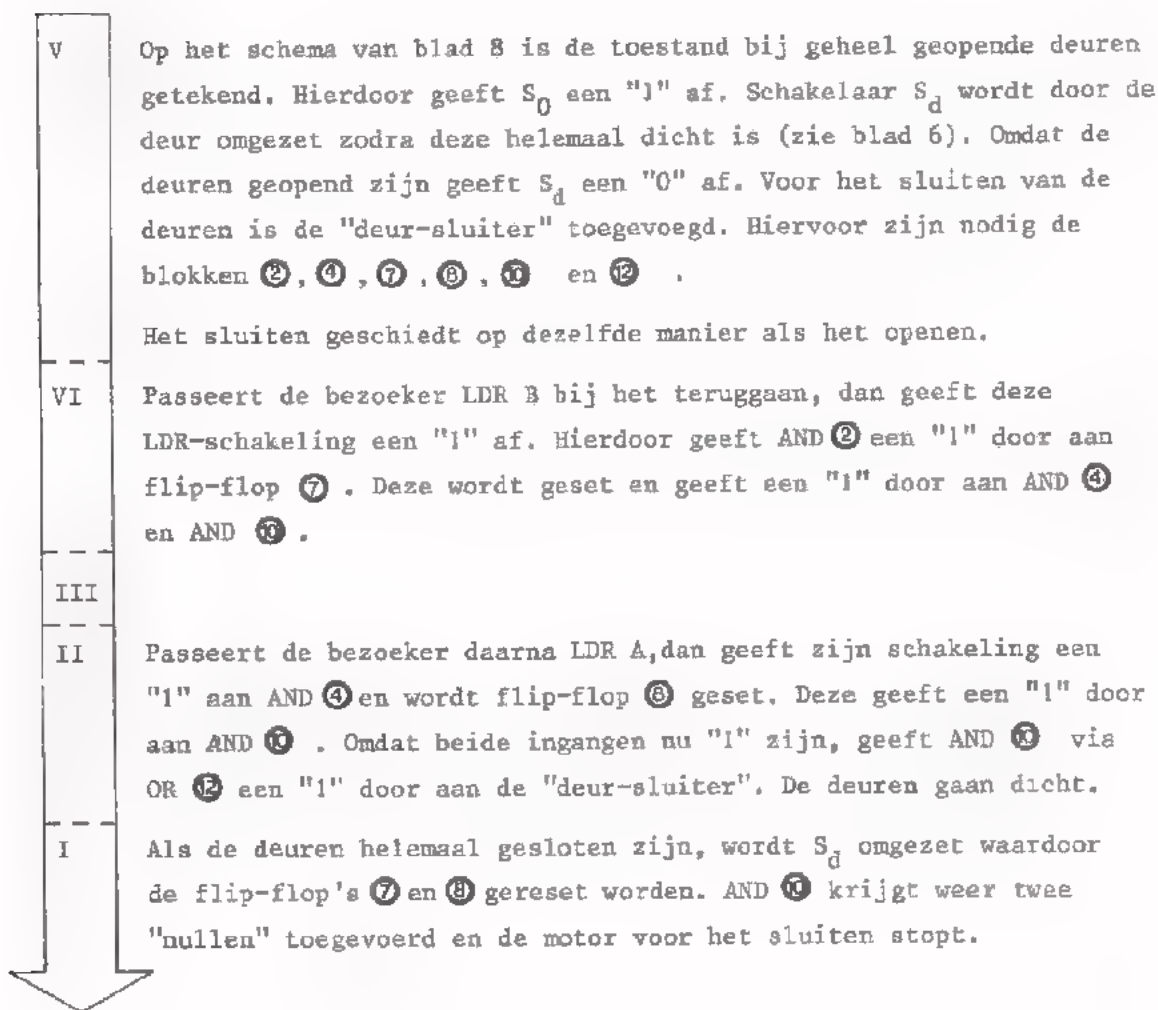 V
Op het schema van blad 8 is de toestand bij geheel geopende deuren
getekend. Hierdoor geeft S0 een "1" af. Schakelaar Sd wordt door de
deur omgezet zodra deze helemaal dicht is (zie blad 6). Omdat de
deuren geopend zijn geeft Sd een "0" af. Voor het sluiten van de
deuren is de "deur-sluiter" toegevoegd. Hiervoor zijn nodig de
blokken ②, ④, ⑦, ⑧, ⑩ en ⑫ .
Het sluiten geschiedt op dezelfde manier als het openen.
VI
Passeert de bezoeker LDR B bij het teruggaan, dan geeft deze
LDR-schakeling een "1" af. Hierdoor geeft AND ② een "1" door aan
flip-flop ⑦ . Deze wordt geset en geeft een "1" door aan AND ④
en AND ⑩ .
III
II
Passeert de bezoeker daarna LDR A,dan geeft zijn schakeling een
"1" aan AND ④ en wordt flip-flop ⑧ geset. Deze geeft een "1" door
aan AND ⑩ . Omdat beide ingangen nu "1" zijn, geeft AND ⑩ via
OR ⑫ een "1" door aan de "deur-sluiter". De deuren gaan dicht.
I
Als de deuren helemaal gesloten zijn, wordt Sd omgezet waardoor
de flip-flop's ⑦ en ⑧ gereset worden. AND ⑩ krijgt weer twee
"nullen" toegevoerd en de motor voor het sluiten stopt.